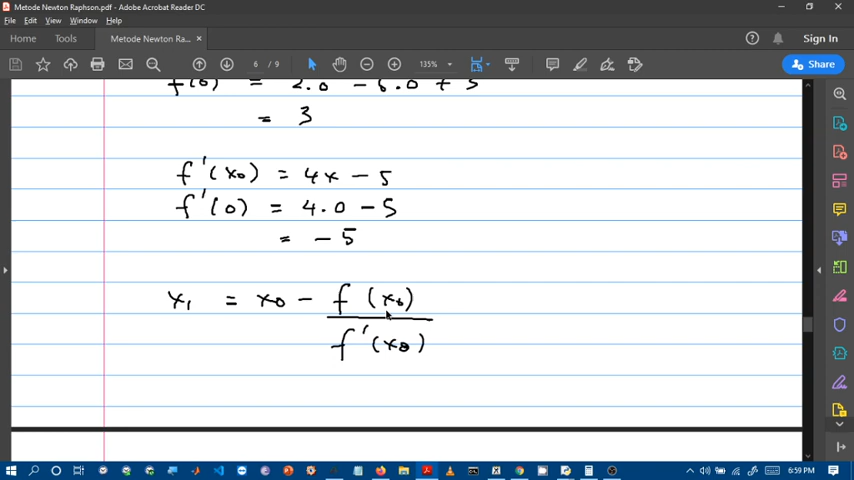 Metode Newton Raphson.pdf - Adobe Acrobat Reader DC
File Edit View Window Help
Home Tools Metode Newton Ra... × Sign In
6 / 9 135% Share
= 3
f'(x0) = 4x - 5
f'(0) = 4.0 - 5
= - 5
x1 = x0 - f (x0)
f'(x0)
6:59 PM